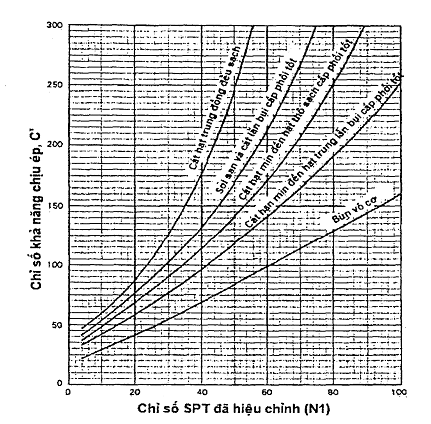 Chỉ số khả năng chịu ép, C'
300
250
200
150
100
50
0
0 20 40 60 80 100
Chỉ số SPT đã hiệu chỉnh (N1)
Cát hạt trung đồng đều sạch
Sỏi sạn và cát lẫn bụi cấp phối tốt
Cát hạt mịn đến hạt thô sạch cấp phối tốt
Cát hạn mịn đến hạt trung lẫn bụi cấp phối tốt
Bùn vô cơ